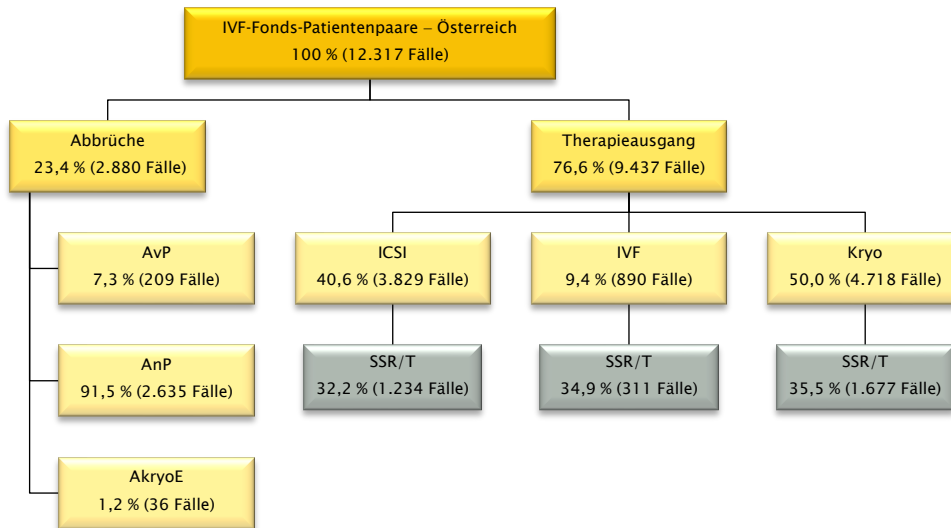 IVF-Fonds-Patientenpaare – Österreich
100 % (12.317 Fälle)
Abbrüche
23,4 % (2.880 Fälle)
Therapieausgang
76,6 % (9.437 Fälle)
AvP
7,3 % (209 Fälle)
ICSI
40,6 % (3.829 Fälle)
IVF
9,4 % (890 Fälle)
Kryo
50,0 % (4.718 Fälle)
AnP
91,5 % (2.635 Fälle)
SSR/T
32,2 % (1.234 Fälle)
SSR/T
34,9 % (311 Fälle)
SSR/T
35,5 % (1.677 Fälle)
AkryoE
1,2 % (36 Fälle)